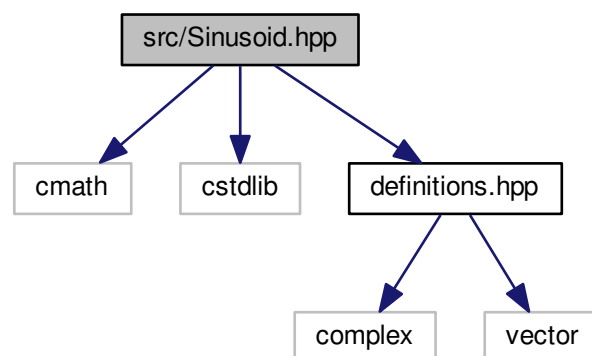 src/Sinusoid.hpp
cmath
cstdlib
definitions.hpp
complex
vector